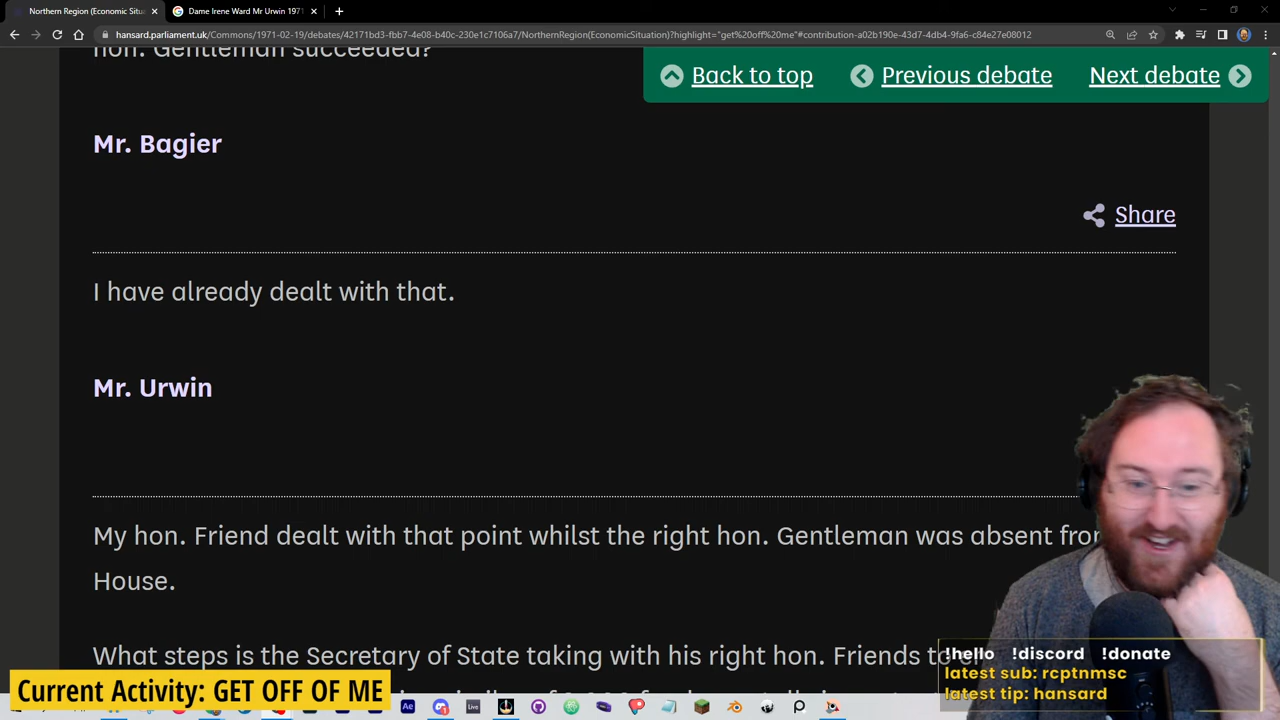 Northern Region (Economic Situa
Dame Irene Ward Mr Urwin 1971
hansard.parliament.uk/Commons/1971-02-19/debates/42171bd3-fbb7-4e08-b40c-230e1c7106a7/NorthernRegion(EconomicSituation)?highlight="get%20off%20me"#contribution-a02b190e-43d7-4db4-9fa6-c84e27e08012
hon. Gentleman succeeded?
Back to top Previous debate Next debate
Mr. Bagier
Share
I have already dealt with that.
Mr. Urwin
My hon. Friend dealt with that point whilst the right hon. Gentleman was absent
House.
What steps is the Secretary of State taking with his right hon. Friends
!hello !discord !donate
latest sub: rcptnmsc
latest tip: hansard
Current Activity: GET OFF OF ME
Ae
Live